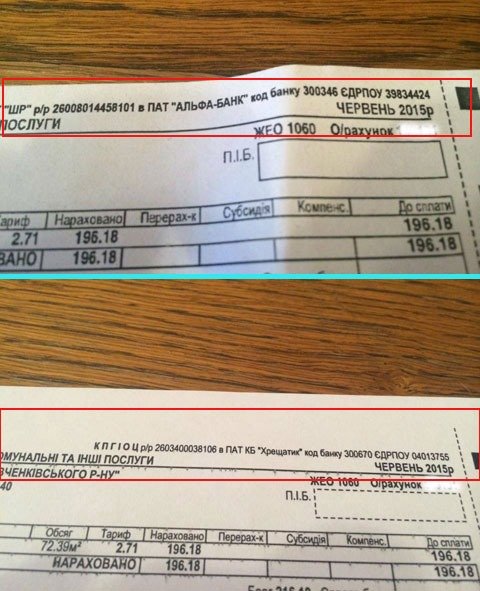 "ШР" р/р 26008014458101 в ПАТ "АЛЬФА-БАНК" код банку 300346 ЄДРПОУ 39834424
ПОСЛУГИ ЧЕРВЕНЬ 2015р
ЖЕО 1060 О/рахунок
П.І.Б.
Тариф Нараховано Перерах-к Субсидія Компенс. До сплати
2.71 196.18 196.18
ВАНО 196.18 196.18
К П Г І О Ц р/р 2603400038106 в ПАТ КБ "Хрещатик" код банку 300670 ЄДРПОУ 04013755
ОМУНАЛЬНІ ТА ІНШІ ПОСЛУГИ ЧЕРВЕНЬ 2015р
ВЧЕНКІВСЬКОГО Р-НУ" ЖЕО 1060 О/рахунок
40 П.І.Б.
Обсяг Тариф Нараховано Перерах-к Субсидія Компенс. До сплати
72.39м² 2.71 196.18 196.18
НАРАХОВАНО 196.18 196.18